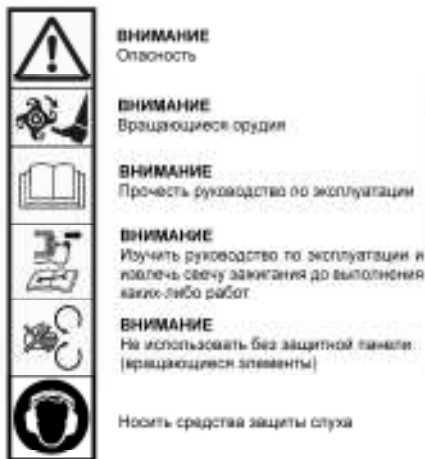 ВНИМАНИЕ
Опасность
ВНИМАНИЕ
Вращающиеся орудия
ВНИМАНИЕ
Прочесть руководство по эксплуатации
ВНИМАНИЕ
Изучить руководство по эксплуатации и
извлечь свечу зажигания до выполнения
каких-либо работ
ВНИМАНИЕ
Не использовать без защитной панели
(вращающиеся элементы)
Носить средства защиты слуха